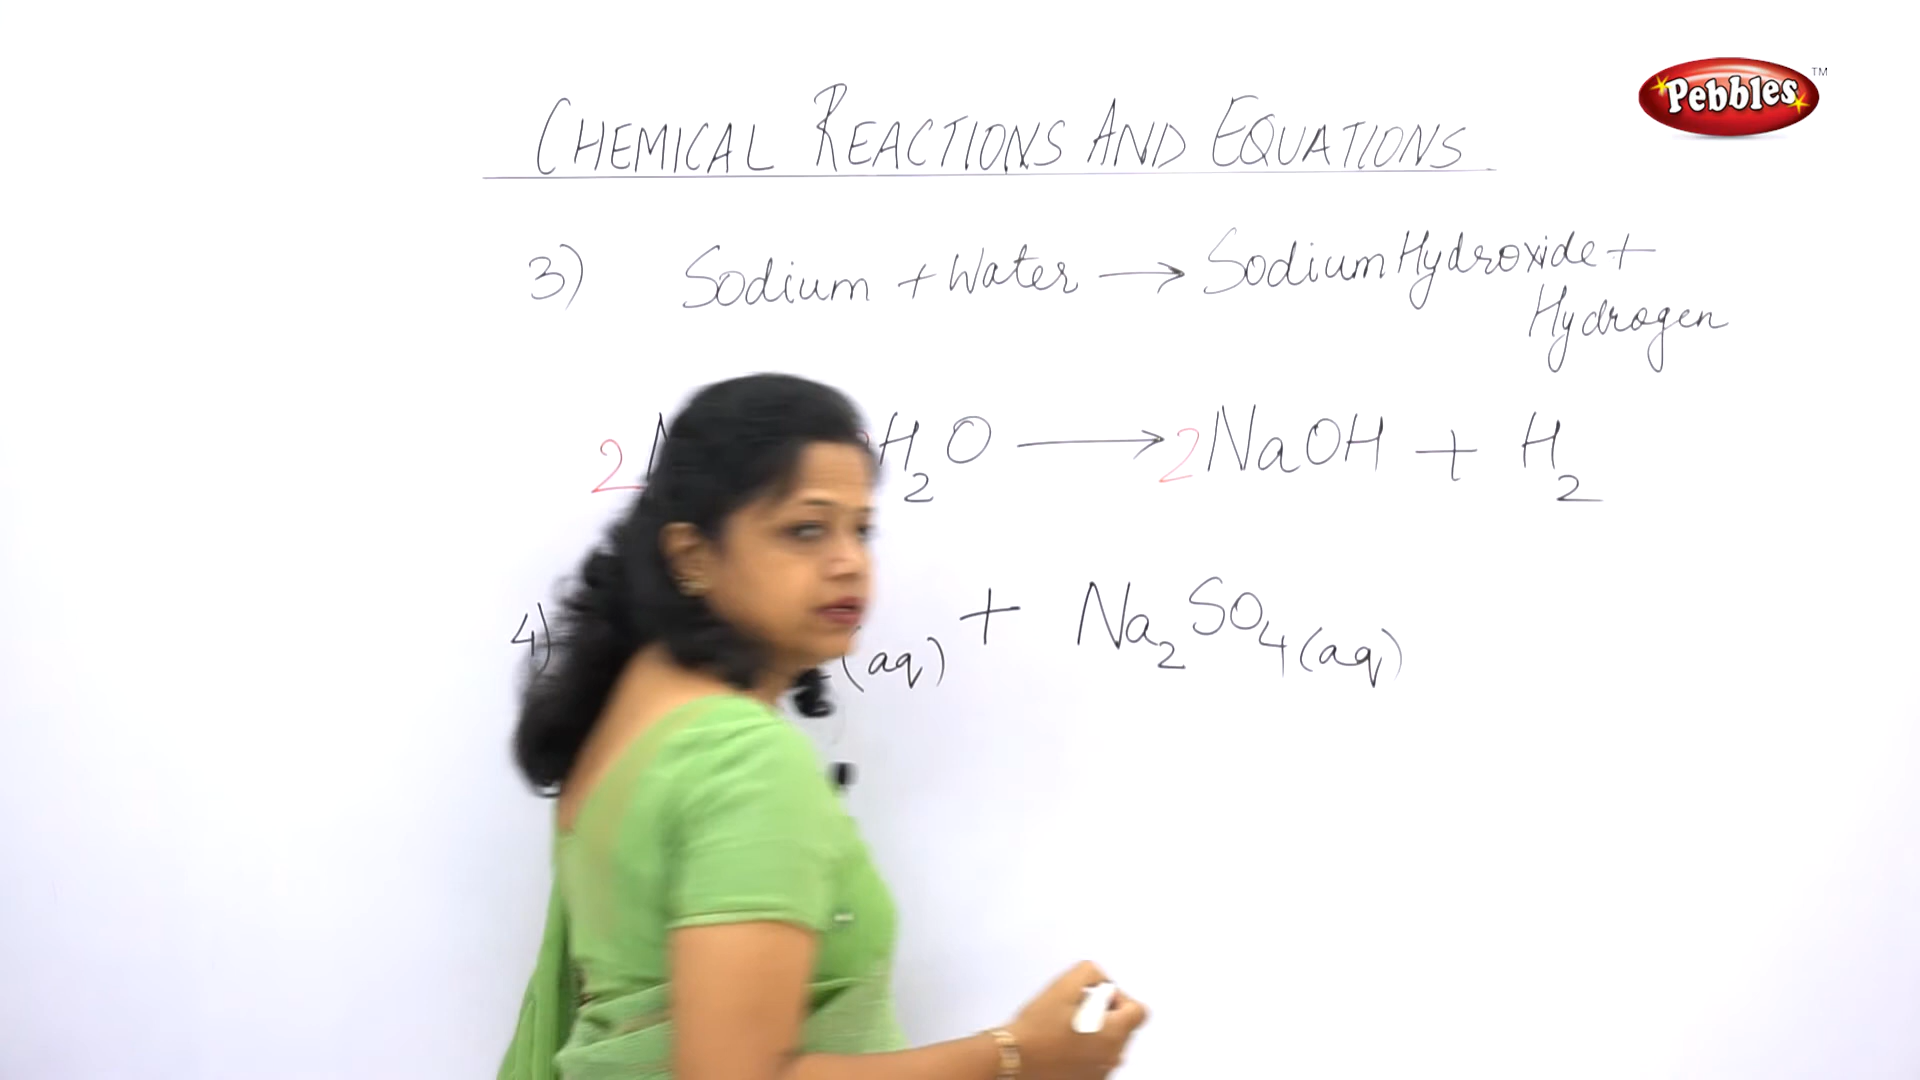 Pebbles TM
CHEMICAL REACTIONS AND EQUATIONS
3) Sodium + Water → Sodium Hydroxide +
Hydrogen
2 H₂O → 2NaOH + H₂
4) (aq) + Na₂SO₄(aq)